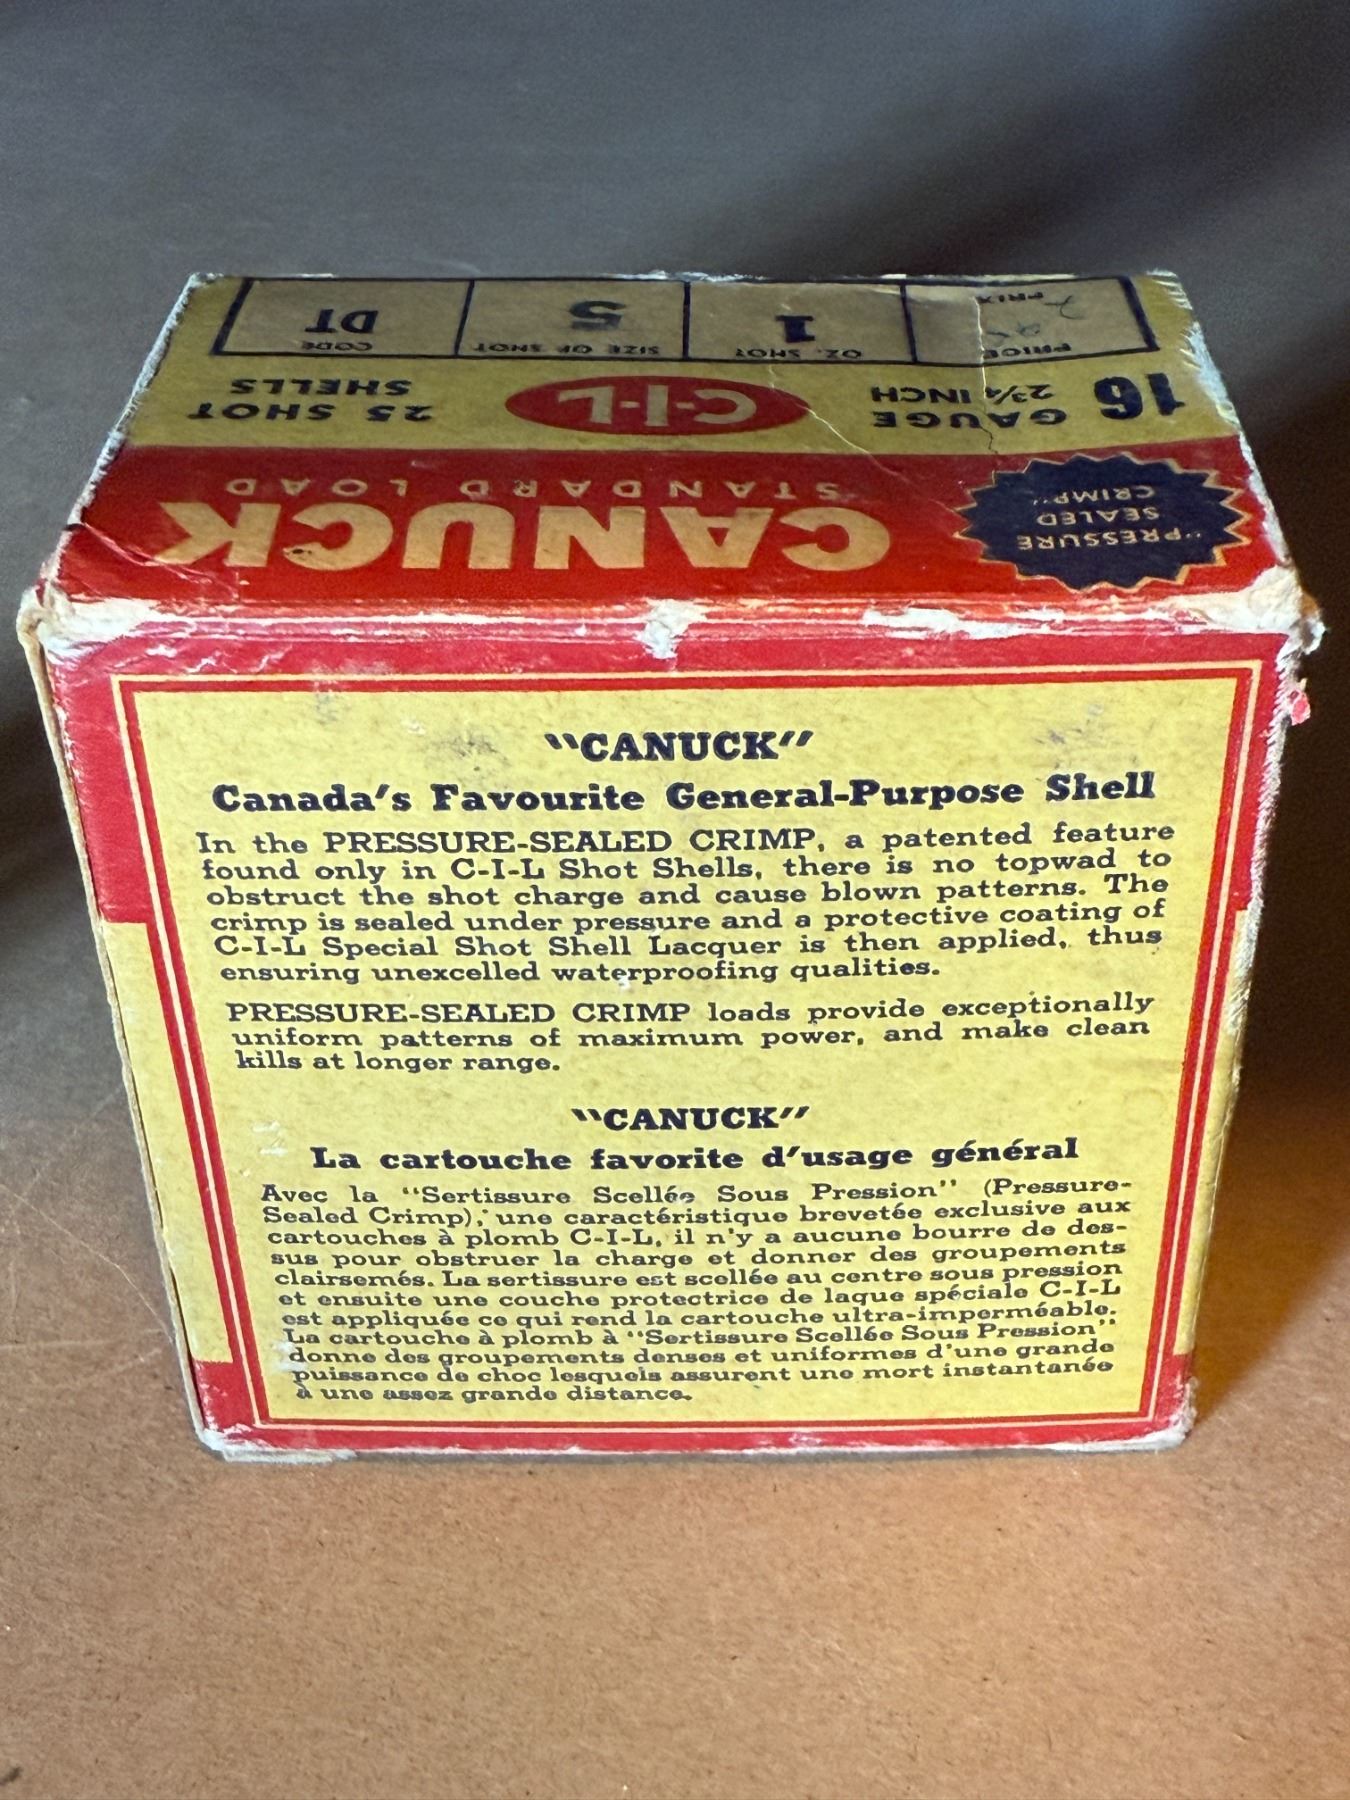 CANUCK
STANDARD LOAD
"PRESSURE
SEALED
CRIMP"
16 GAUGE
2¾ INCH
C-I-L
25 SHOT
SHELLS
PRICE
PRIX
OZ. SHOT
1
SIZE OF SHOT
5
CODE
DT
"CANUCK"
Canada's Favourite General-Purpose Shell
In the PRESSURE-SEALED CRIMP, a patented feature
found only in C-I-L Shot Shells, there is no topwad to
obstruct the shot charge and cause blown patterns. The
crimp is sealed under pressure and a protective coating of
C-I-L Special Shot Shell Lacquer is then applied, thus
ensuring unexcelled waterproofing qualities.
PRESSURE-SEALED CRIMP loads provide exceptionally
uniform patterns of maximum power, and make clean
kills at longer range.
"CANUCK"
La cartouche favorite d'usage général
Avec la "Sertissure Scellée Sous Pression" (Pressure-
Sealed Crimp), une caractéristique brevetée exclusive aux
cartouches à plomb C-I-L, il n'y a aucune bourre de des-
sus pour obstruer la charge et donner des groupements
clairsemés. La sertissure est scellée au centre sous pression
et ensuite une couche protectrice de laque spéciale C-I-L
est appliquée ce qui rend la cartouche ultra-imperméable.
La cartouche à plomb à "Sertissure Scellée Sous Pression"
donne des groupements denses et uniformes d'une grande
puissance de choc lesquels assurent une mort instantanée
à une assez grande distance.